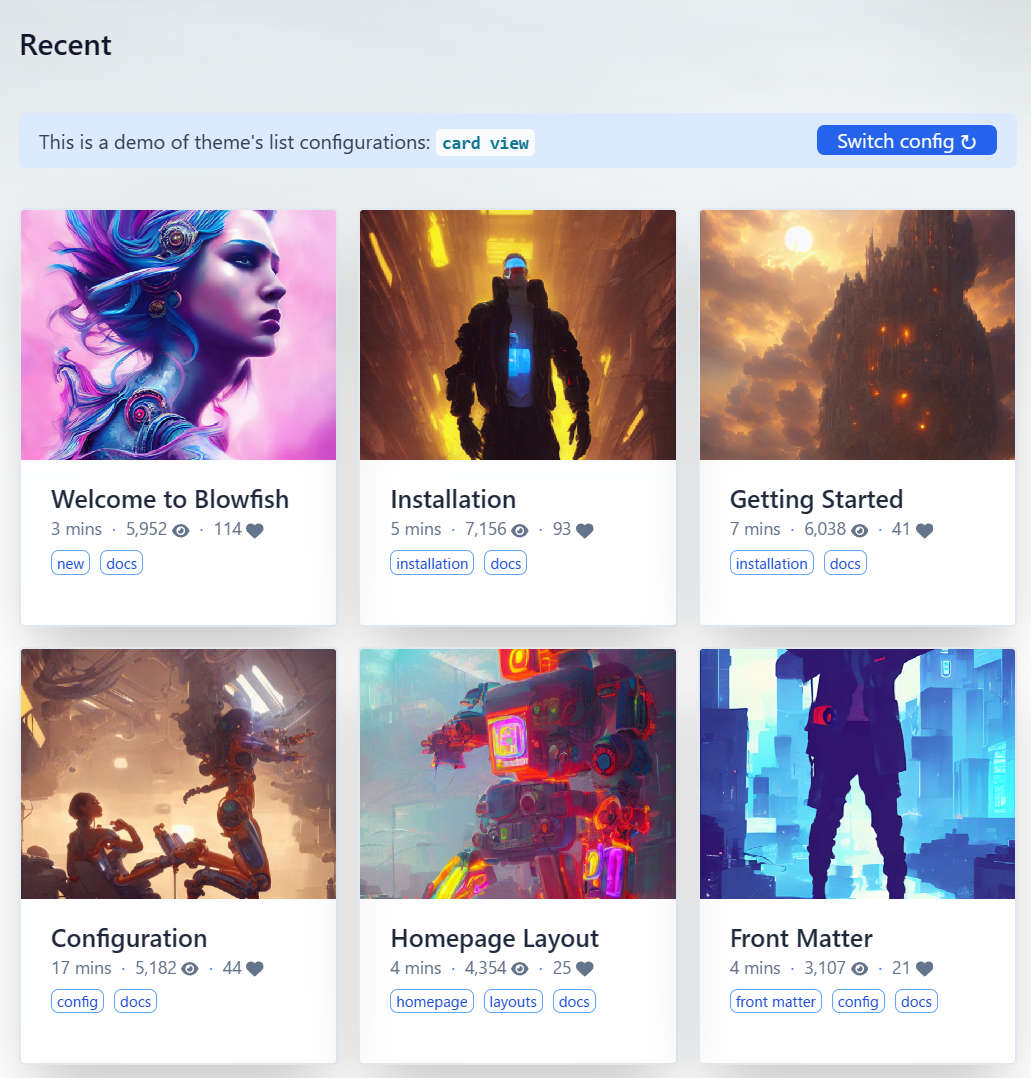 Recent
This is a demo of theme's list configurations: card view
Switch config ↻
Welcome to Blowfish
3 mins · 5,952 · 114
new docs
Installation
5 mins · 7,156 · 93
installation docs
Getting Started
7 mins · 6,038 · 41
installation docs
Configuration
17 mins · 5,182 · 44
config docs
Homepage Layout
4 mins · 4,354 · 25
homepage layouts docs
Front Matter
4 mins · 3,107 · 21
front matter config docs